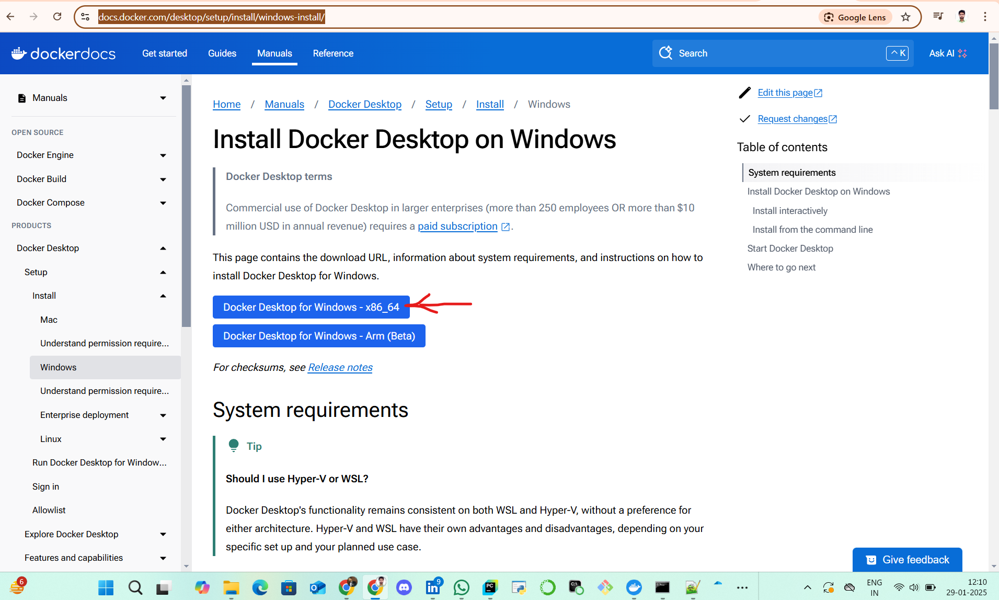 docs.docker.com/desktop/setup/install/windows-install/
Google Lens
dockerdocs
Get started
Guides
Manuals
Reference
Search
^ K
Ask AI
Manuals
OPEN SOURCE
Docker Engine
Docker Build
Docker Compose
PRODUCTS
Docker Desktop
Setup
Install
Mac
Understand permission require...
Windows
Understand permission require...
Enterprise deployment
Linux
Run Docker Desktop for Window...
Sign in
Allowlist
Explore Docker Desktop
Features and capabilities
Home / Manuals / Docker Desktop / Setup / Install / Windows
Install Docker Desktop on Windows
Docker Desktop terms
Commercial use of Docker Desktop in larger enterprises (more than 250 employees OR more than $10
million USD in annual revenue) requires a paid subscription.
This page contains the download URL, information about system requirements, and instructions on how to
install Docker Desktop for Windows.
Docker Desktop for Windows - x86_64
Docker Desktop for Windows - Arm (Beta)
For checksums, see Release notes
System requirements
Tip
Should I use Hyper-V or WSL?
Docker Desktop's functionality remains consistent on both WSL and Hyper-V, without a preference for
either architecture. Hyper-V and WSL have their own advantages and disadvantages, depending on your
specific set up and your planned use case.
Edit this page
Request changes
Table of contents
System requirements
Install Docker Desktop on Windows
Install interactively
Install from the command line
Start Docker Desktop
Where to go next
Give feedback
6
9
PC
C:\
ENG
IN
12:10
29-01-2025